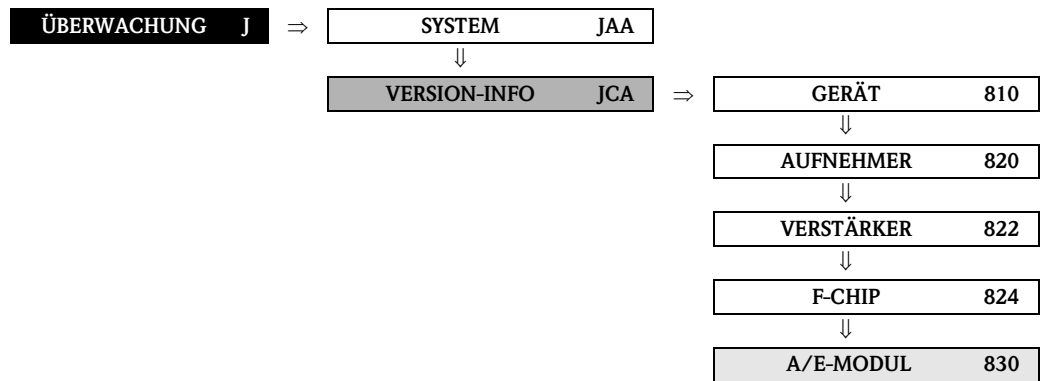 ÜBERWACHUNG J ⇒ SYSTEM JAA
⇓
VERSION-INFO JCA ⇒ GERÄT 810
⇓
AUFNEHMER 820
⇓
VERSTÄRKER 822
⇓
F-CHIP 824
⇓
A/E-MODUL 830